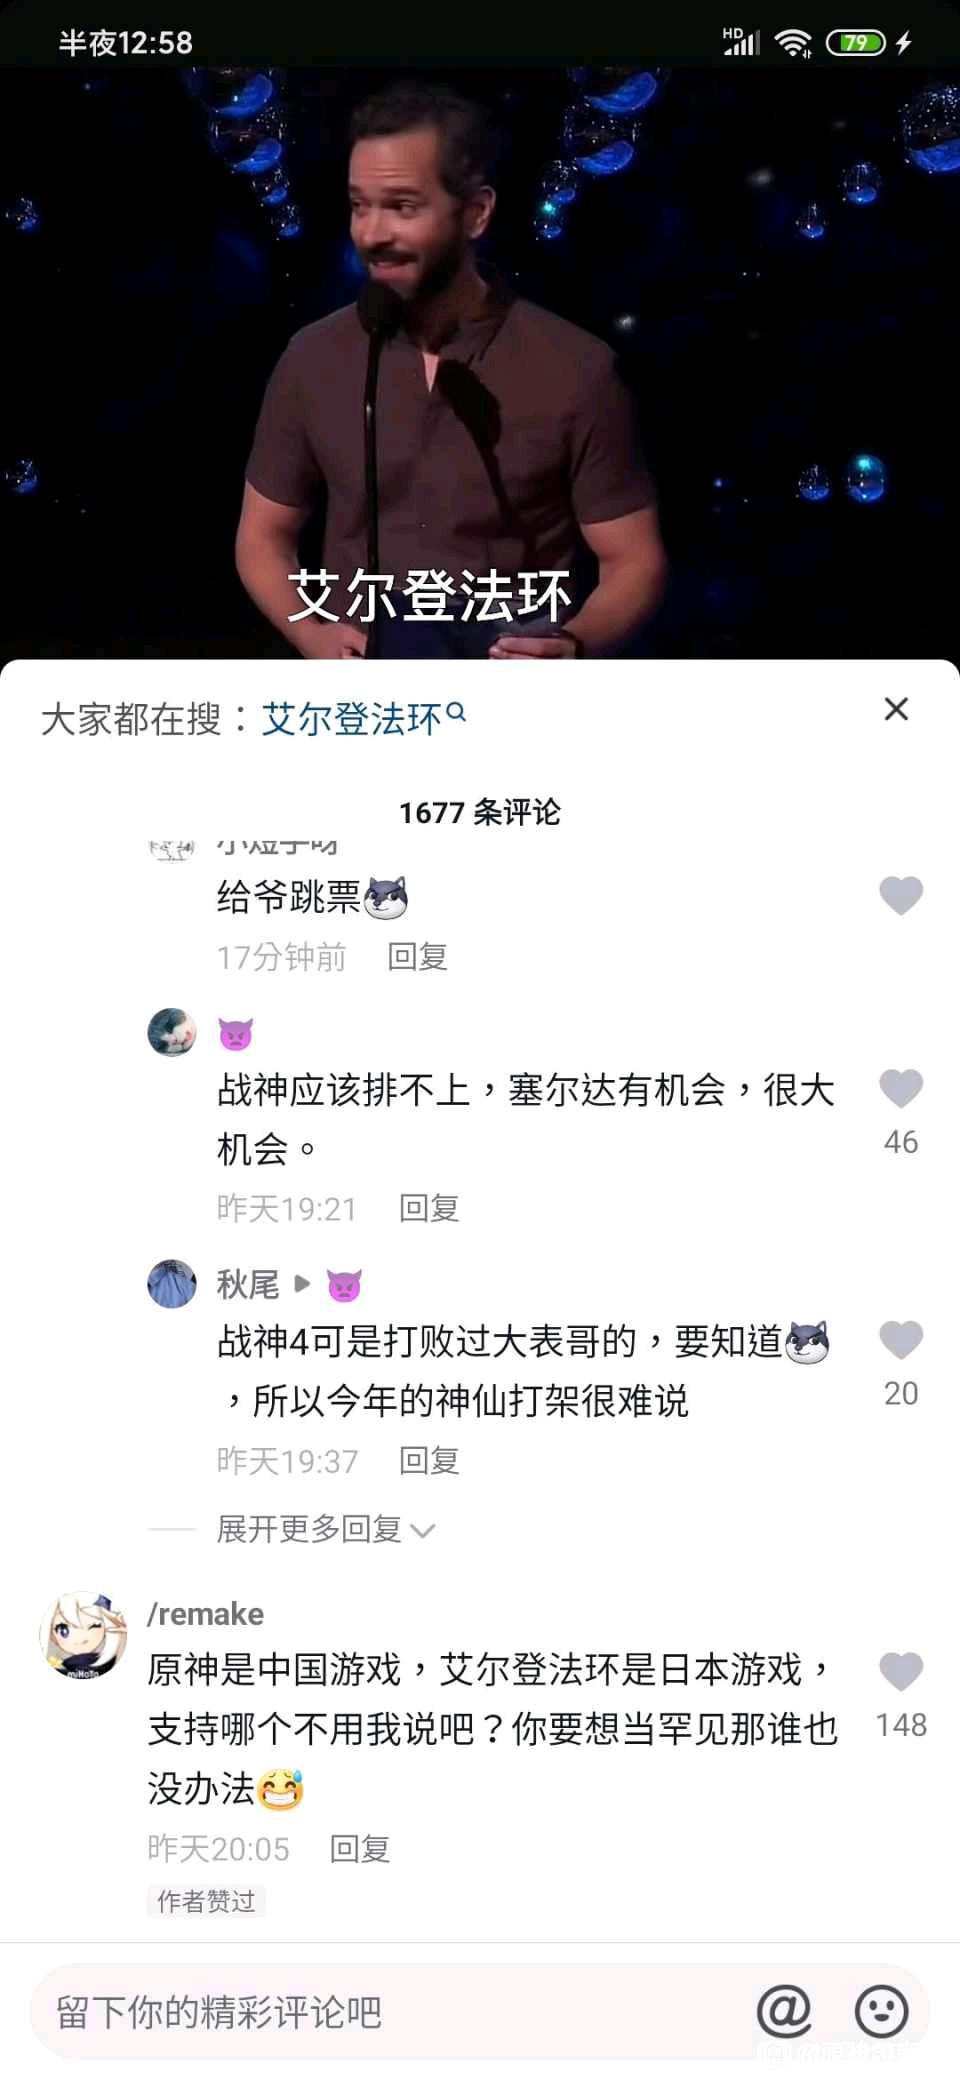 半夜12:58
HD
79
艾尔登法环
大家都在搜：艾尔登法环
1677 条评论
给爷跳票
17分钟前 回复
战神应该排不上，塞尔达有机会，很大
机会。
46
昨天19:21 回复
秋尾
战神4可是打败过大表哥的，要知道
，所以今年的神仙打架很难说
20
昨天19:37 回复
展开更多回复
/remake
原神是中国游戏，艾尔登法环是日本游戏，
支持哪个不用我说吧？你要想当罕见那谁也
没办法😅
148
昨天20:05 回复
作者赞过
留下你的精彩评论吧